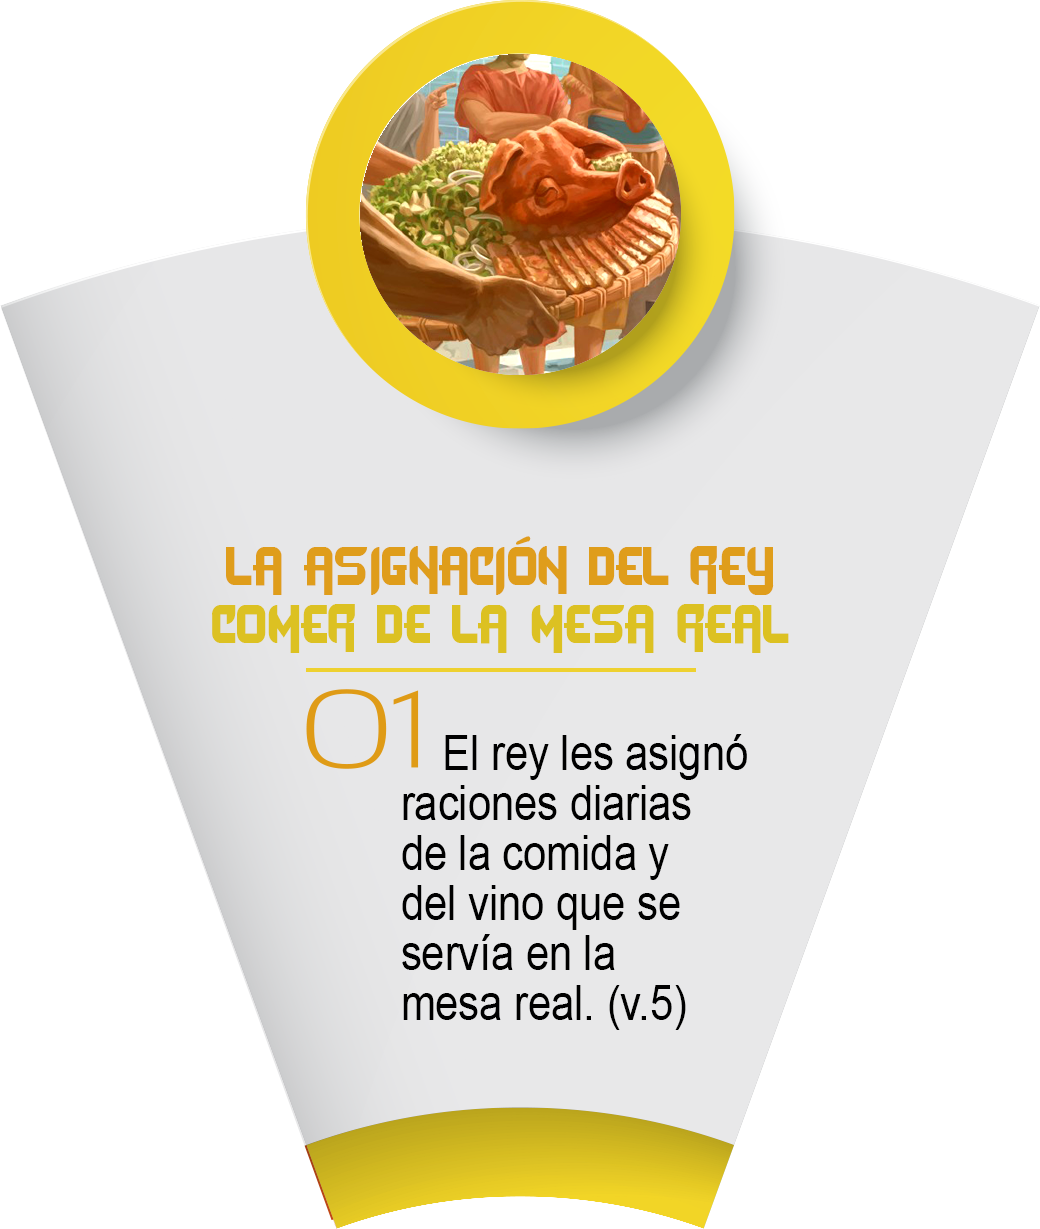 LA ASIGNACIÓN DEL REY
COMER DE LA MESA REAL
01 El rey les asignó
raciones diarias
de la comida y
del vino que se
servía en la
mesa real. (v.5)